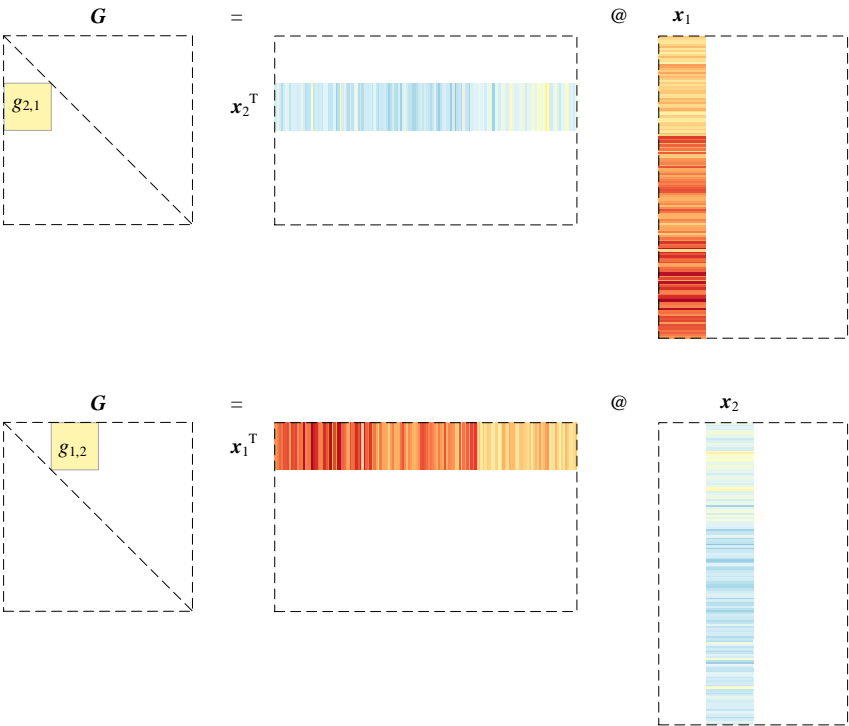 G = @ x₁
g₂,₁ x₂ᵀ
G = @ x₂
x₁ᵀ
g₁,₂